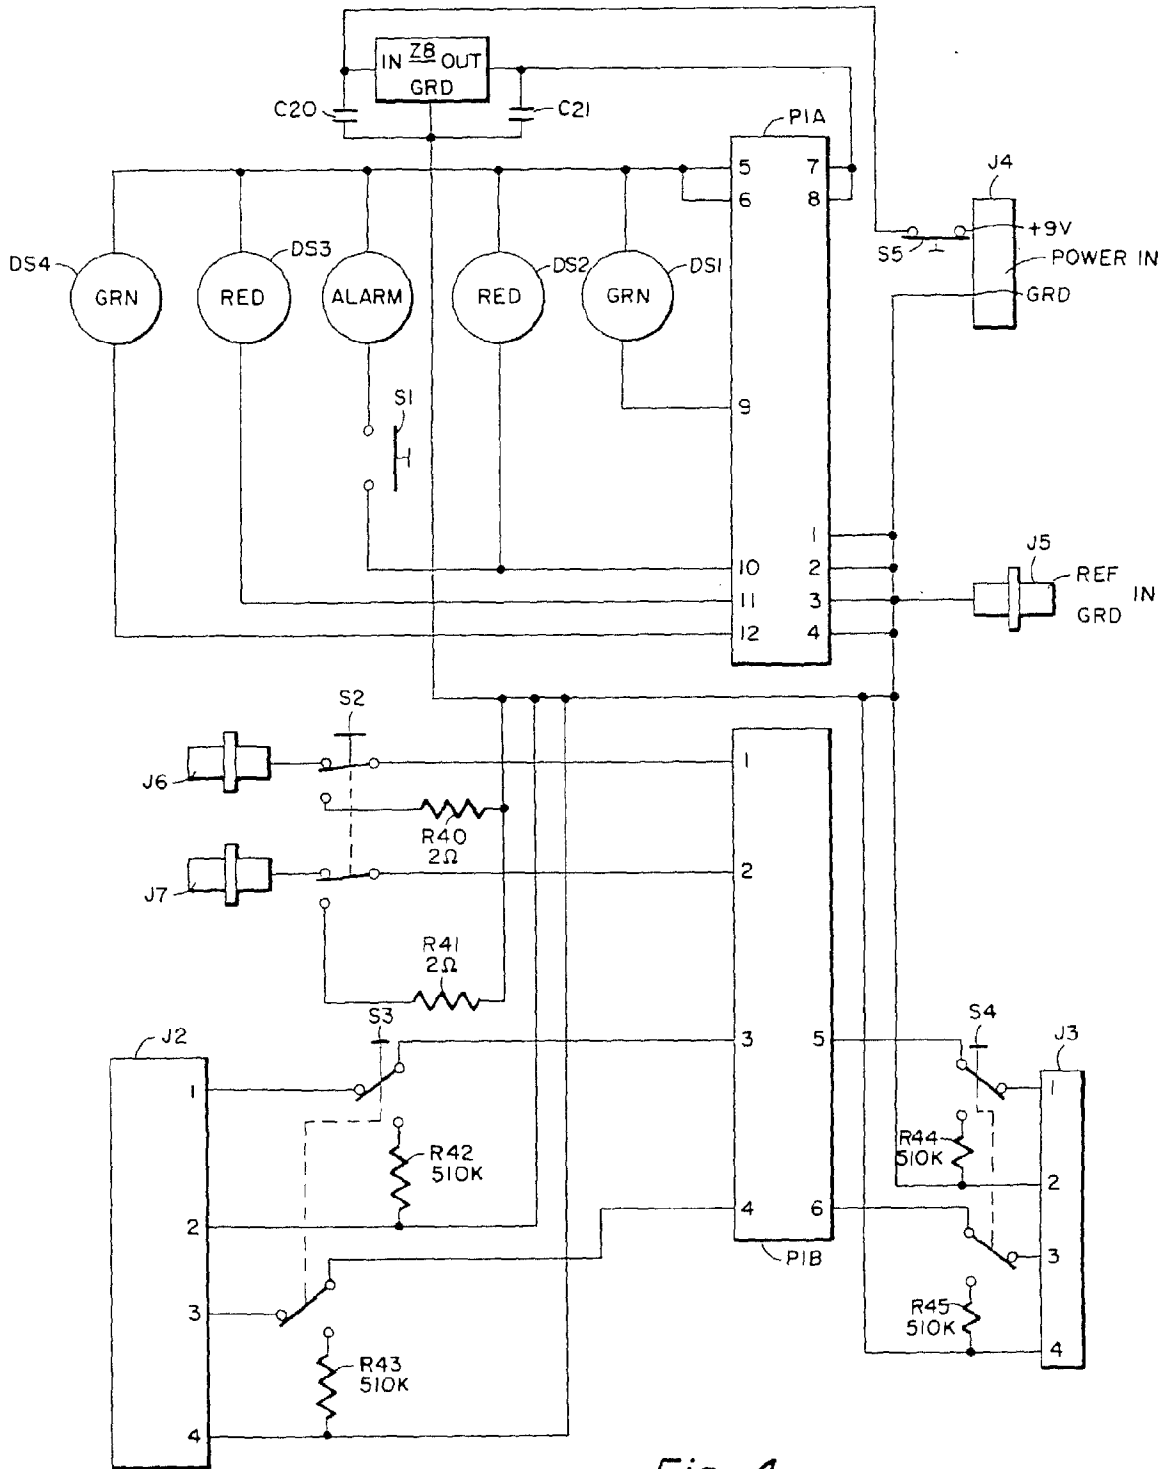 IN Z8 OUT
GRD
C20
C21
P1A
5
7
6
8
J4
+9V
S5
POWER IN
GRD
DS4
GRN
RED
DS3
ALARM
RED
DS2
GRN
DS1
9
S1
1
10
2
11
3
12
4
J5
REF
IN
GRD
S2
J6
1
R40
2Ω
J7
2
R41
2Ω
S3
J2
3
5
S4
J3
1
1
R42
510K
R44
510K
2
2
4
6
P1B
3
3
R43
510K
R45
510K
4
4